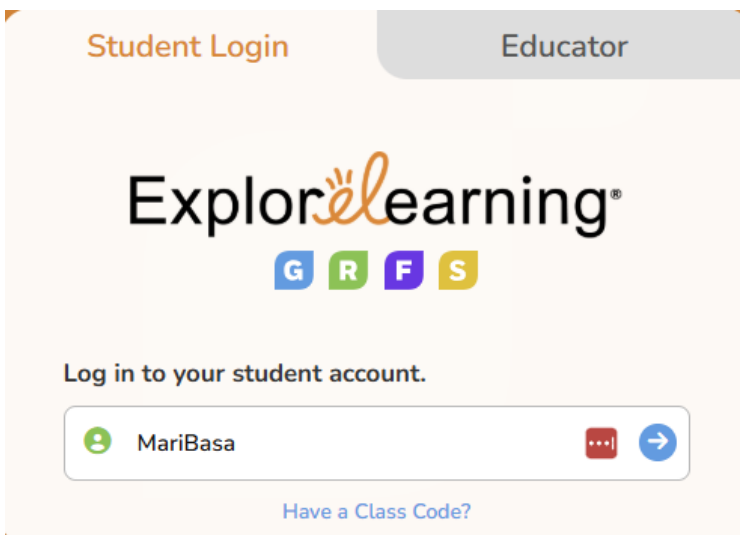 Student Login Educator
Explorelearning®
G R F S
Log in to your student account.
MariBasa
Have a Class Code?